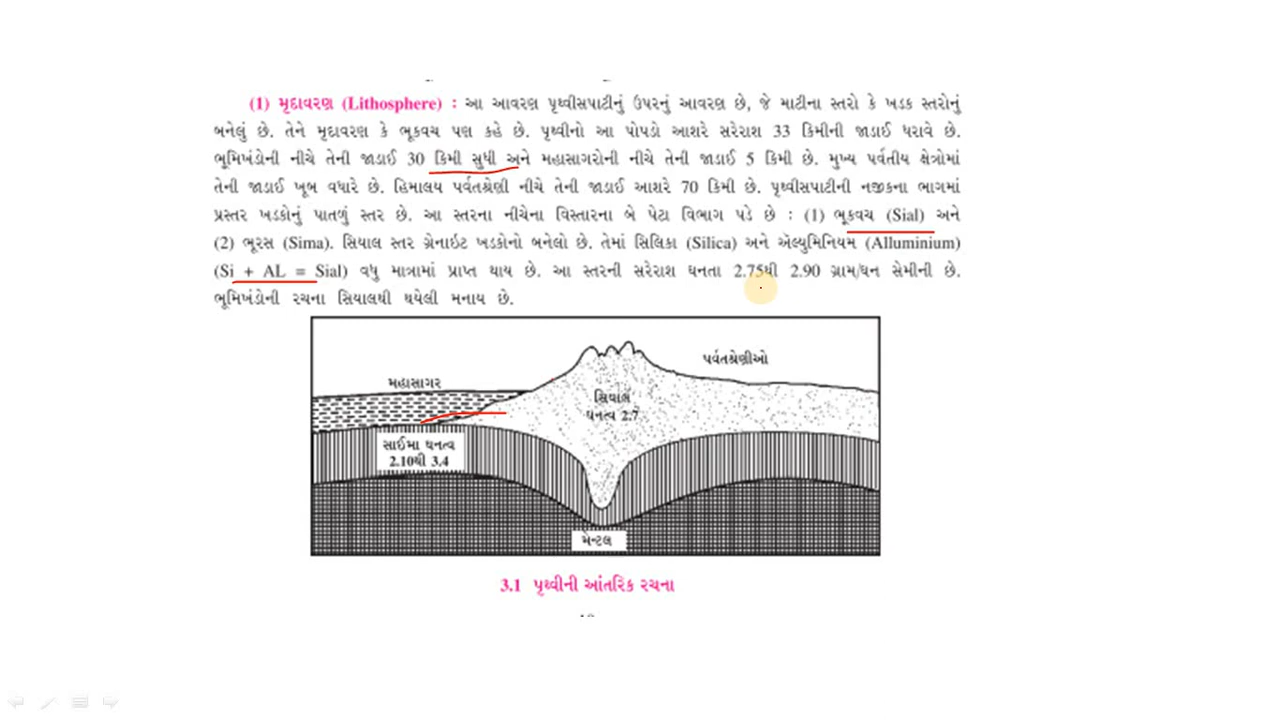 (1) મૃદાવરણ (Lithosphere) : આ આવરણ પૃથ્વીસપાટીનું ઉપરનું આવરણ છે, જે માટીના સ્તરો કે ખડક સ્તરોનું
બનેલું છે. તેને મૃદાવરણ કે ભૂકવચ પણ કહે છે. પૃથ્વીનો આ પોપડો આશરે સરેરાશ 33 કિમીની જાડાઈ ધરાવે છે.
ભૂમિખંડોની નીચે તેની જાડાઈ 30 કિમી સુધી અને મહાસાગરોની નીચે તેની જાડાઈ 5 કિમી છે. મુખ્ય પર્વતીય ક્ષેત્રોમાં
તેની જાડાઈ ખૂબ વધારે છે. હિમાલય પર્વતશ્રેણી નીચે તેની જાડાઈ આશરે 70 કિમી છે. પૃથ્વીસપાટીની નજીકના ભાગમાં
પ્રસ્તર ખડકોનું પાતળું સ્તર છે. આ સ્તરના નીચેના વિસ્તારના બે પેટા વિભાગ પડે છે : (1) ભૂકવચ (Sial) અને
(2) ભૂરસ (Sima). સિયાલ સ્તર ગ્રેનાઇટ ખડકોનો બનેલો છે. તેમાં સિલિકા (Silica) અને ઍલ્યુમિનિયમ (Alluminium)
(Si + AL = Sial) વધુ માત્રામાં પ્રાપ્ત થાય છે. આ સ્તરની સરેરાશ ઘનતા 2.75થી 2.90 ગ્રામ/ઘન સેમીની છે.
ભૂમિખંડોની રચના સિયાલથી થયેલી મનાય છે.
પર્વતશ્રેણીઓ
મહાસાગર
સિયાલ
ઘનત્વ 2.7
સાઈમા ઘનત્વ
2.10થી 3.4
મેન્ટલ
3.1 પૃથ્વીની આંતરિક રચના